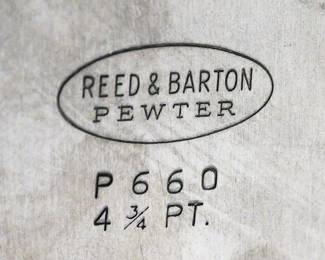 REED & BARTON
PEWTER
P 660
4 ¾ PT.